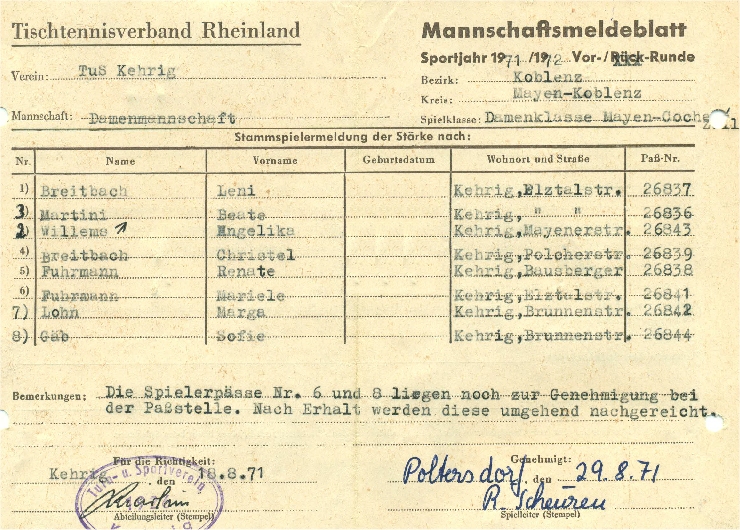 Tischtennisverband Rheinland
Mannschaftsmeldeblatt
Sportjahr 1971 /1972 Vor-/Rück-Runde
Verein: TuS Kehrig
Bezirk: Koblenz
Kreis: Mayen-Koblenz
Mannschaft: Damenmannschaft
Spielklasse: Damenklasse Mayen-Coche
Stammspielermeldung der Stärke nach:
Nr. Name Vorname Geburtsdatum Wohnort und Straße Paß-Nr.
1) Breitbach Leni Kehrig,Elztalstr. 26837
3) Martini Beate Kehrig, " " 26836
2) Willems Angelika Kehrig,Mayenerstr. 26843
4) Breitbach Christel Kehrig,Polcherstr. 26839
5) Fuhrmann Renate Kehrig,Bausberger 26838
6) Fuhrmann Mariele Kehrig,Elztalstr. 26841
7) Lohn Marga Kehrig,Brunnenstr. 26842
8) Gäb Sofie Kehrig,Brunnenstr. 26844
Bemerkungen: Die Spielerpässe Nr. 6 und 8 liegen noch zur Genehmigung bei
der Paßstelle. Nach Erhalt werden diese umgehend nachgereicht.
Für die Richtigkeit:
Genehmigt:
Kehrig den 18.8.71
Poltersdorf, den 29.8.71
Turn- u. Sportverein
R. Scheuren
Abteilungsleiter (Stempel)
Spielleiter (Stempel)